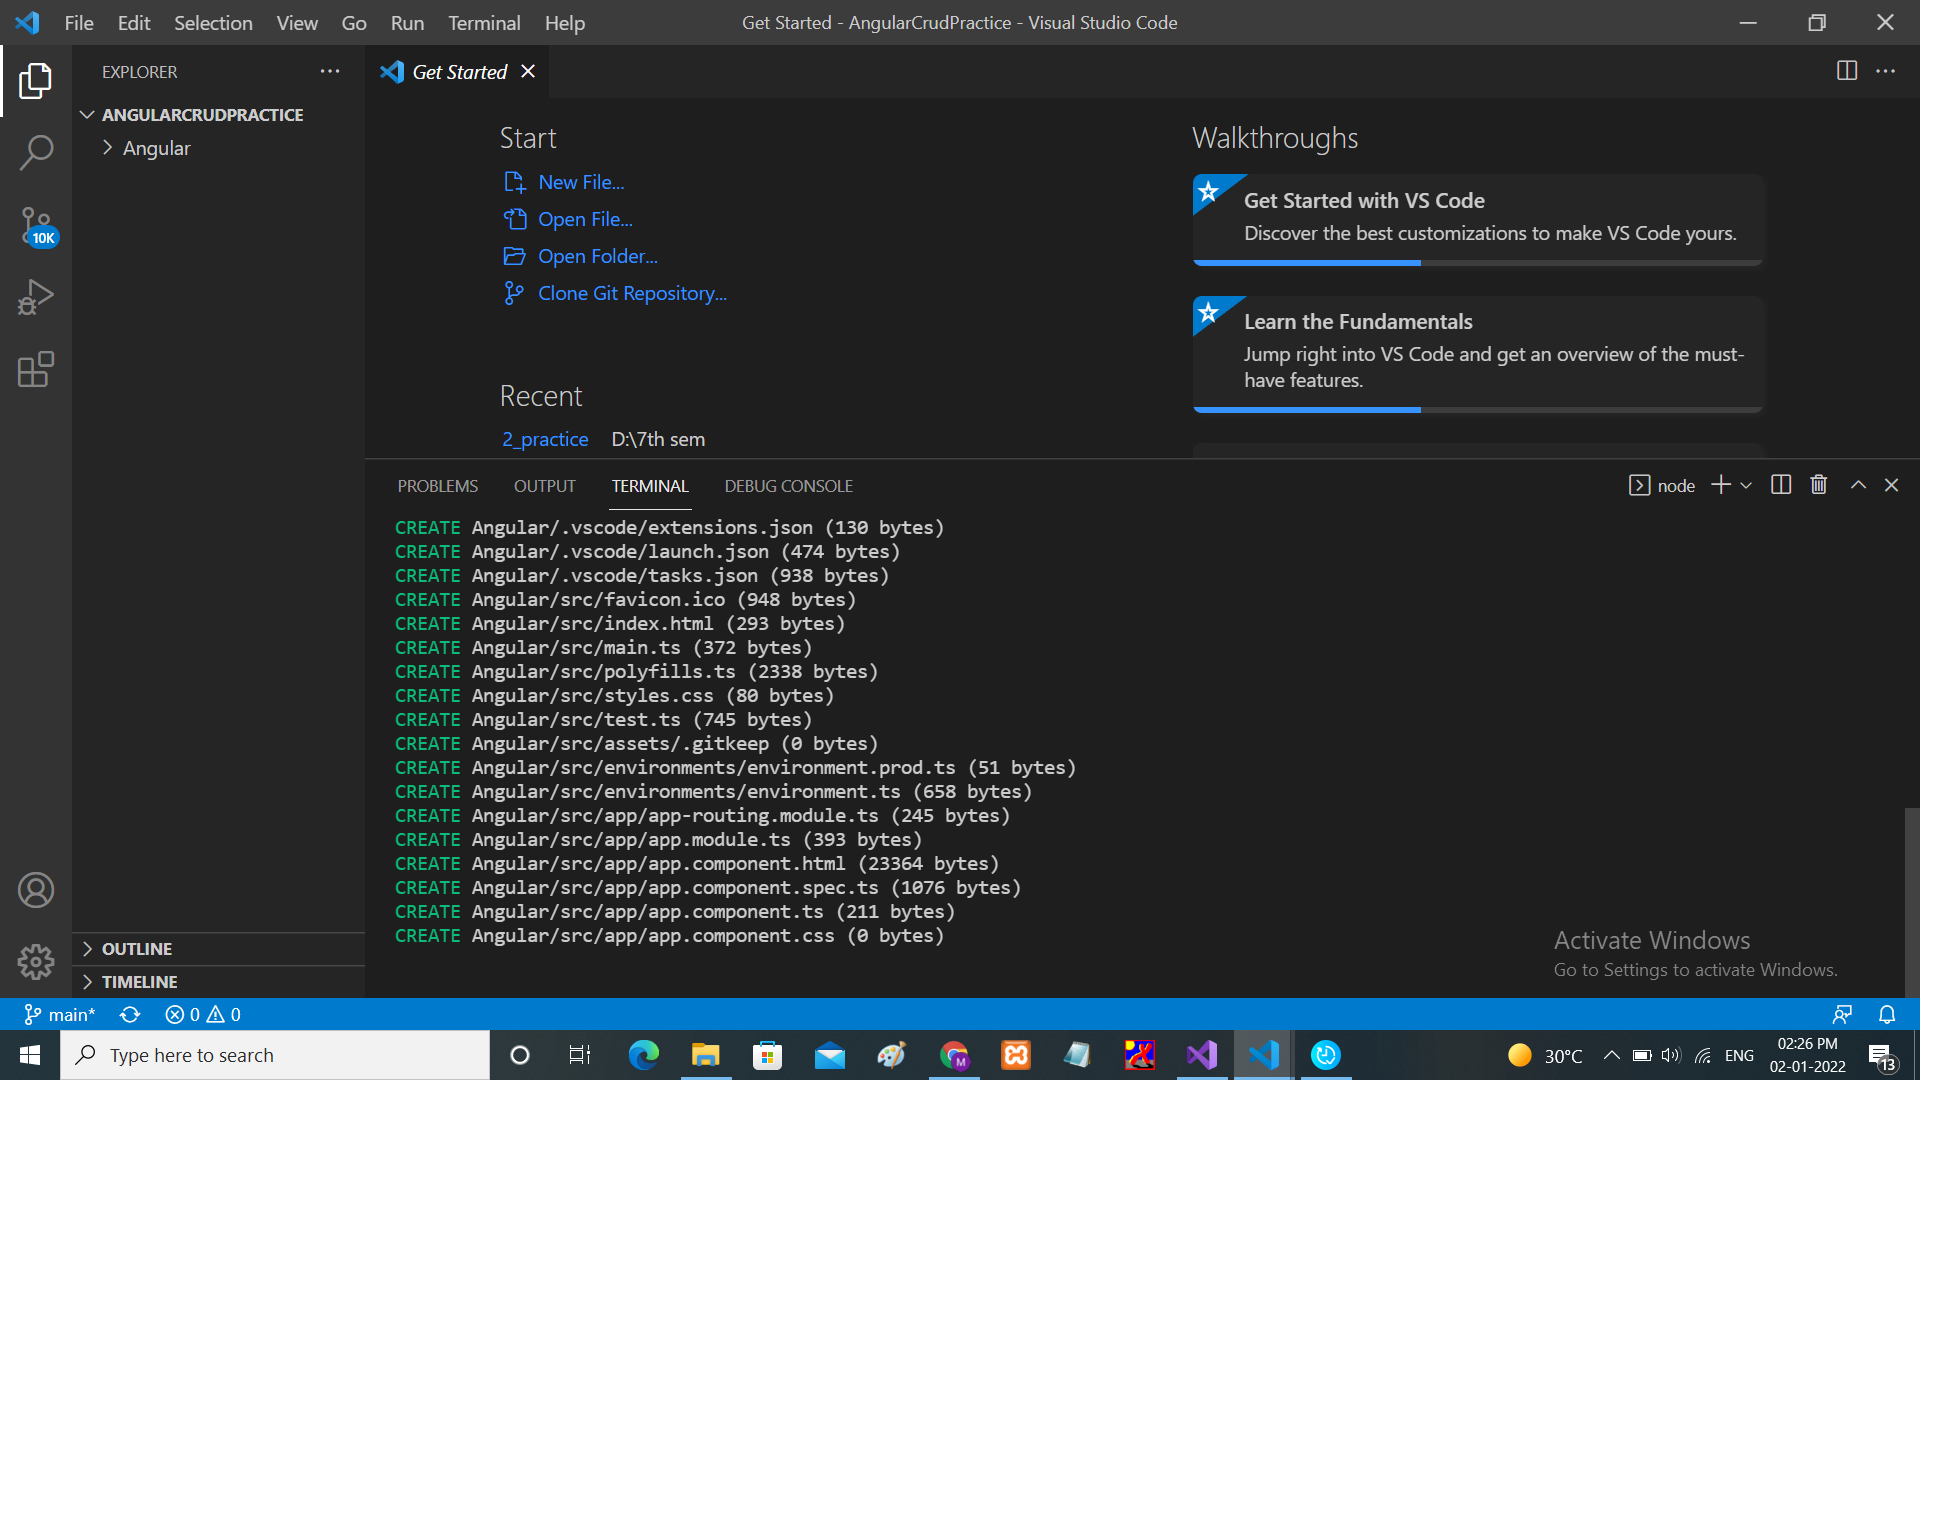 File Edit Selection View Go Run Terminal Help
Get Started - AngularCrudPractice - Visual Studio Code
EXPLORER
ANGULARCRUDPRACTICE
Angular
10K
OUTLINE
TIMELINE
Get Started
Start
New File...
Open File...
Open Folder...
Clone Git Repository...
Recent
2_practice D:\7th sem
Walkthroughs
Get Started with VS Code
Discover the best customizations to make VS Code yours.
Learn the Fundamentals
Jump right into VS Code and get an overview of the must-
have features.
PROBLEMS OUTPUT TERMINAL DEBUG CONSOLE
node
CREATE Angular/.vscode/extensions.json (130 bytes)
CREATE Angular/.vscode/launch.json (474 bytes)
CREATE Angular/.vscode/tasks.json (938 bytes)
CREATE Angular/src/favicon.ico (948 bytes)
CREATE Angular/src/index.html (293 bytes)
CREATE Angular/src/main.ts (372 bytes)
CREATE Angular/src/polyfills.ts (2338 bytes)
CREATE Angular/src/styles.css (80 bytes)
CREATE Angular/src/test.ts (745 bytes)
CREATE Angular/src/assets/.gitkeep (0 bytes)
CREATE Angular/src/environments/environment.prod.ts (51 bytes)
CREATE Angular/src/environments/environment.ts (658 bytes)
CREATE Angular/src/app/app-routing.module.ts (245 bytes)
CREATE Angular/src/app/app.module.ts (393 bytes)
CREATE Angular/src/app/app.component.html (23364 bytes)
CREATE Angular/src/app/app.component.spec.ts (1076 bytes)
CREATE Angular/src/app/app.component.ts (211 bytes)
CREATE Angular/src/app/app.component.css (0 bytes)
Activate Windows
Go to Settings to activate Windows.
main* 0 0
Type here to search
M
30°C
ENG
02:26 PM
02-01-2022
13